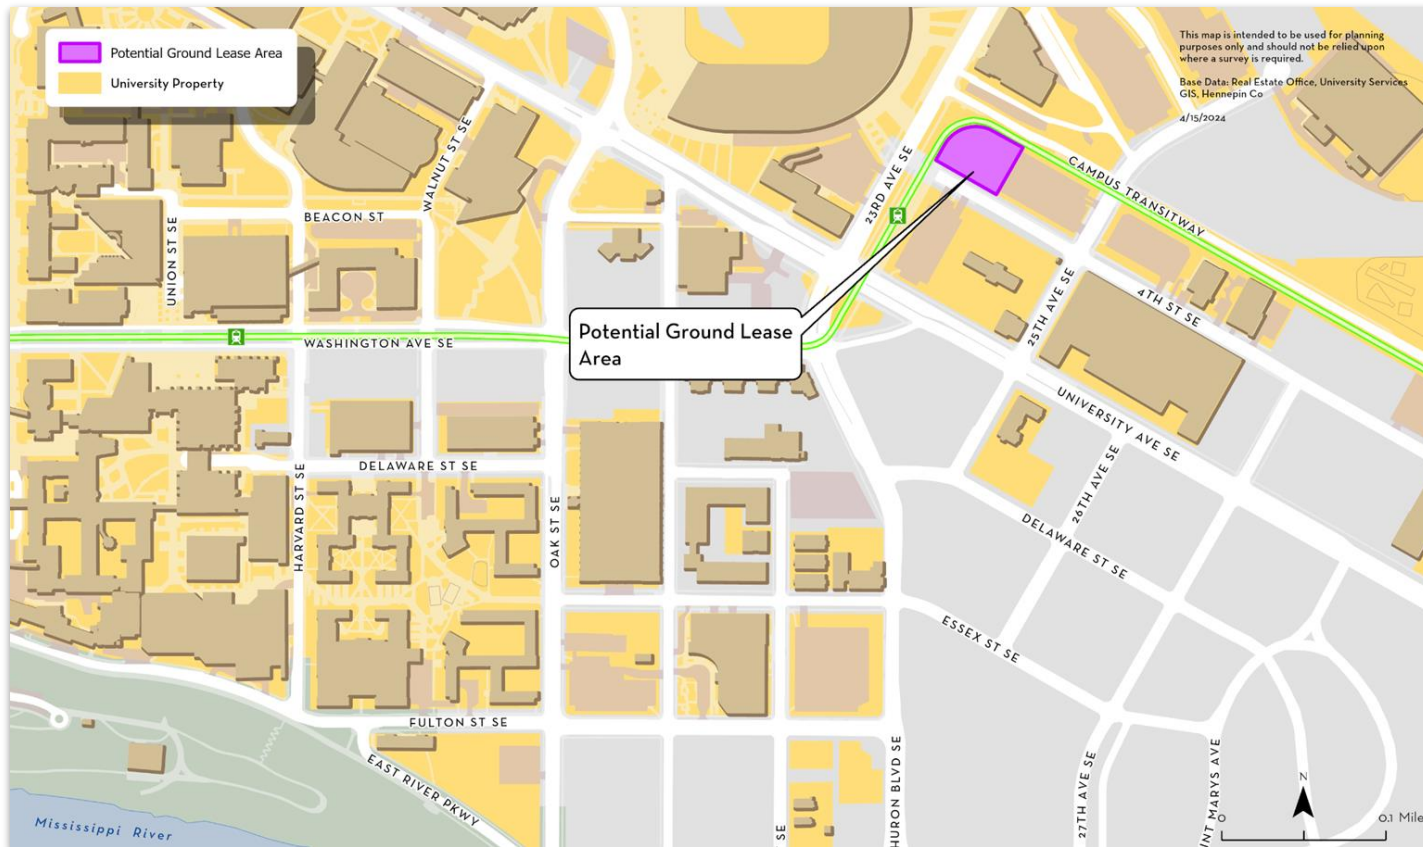 Potential Ground Lease Area
University Property
This map is intended to be used for planning
purposes only and should not be relied upon
where a survey is required.
Base Data: Real Estate Office, University Services
GIS, Hennepin Co
4/15/2024
WALNUT ST SE
BEACON ST
UNION ST SE
23RD AVE SE
CAMPUS TRANSITWAY
4TH ST SE
25TH AVE SE
Potential Ground Lease
Area
WASHINGTON AVE SE
UNIVERSITY AVE SE
DELAWARE ST SE
HARVARD ST SE
OAK ST SE
26TH AVE SE
DELAWARE ST SE
ESSEX ST SE
FULTON ST SE
EAST RIVER PKWY
SE
HURON BLVD SE
27TH AVE SE
INT MARYS AVE
N
0
0.1 Mile
Mississippi River